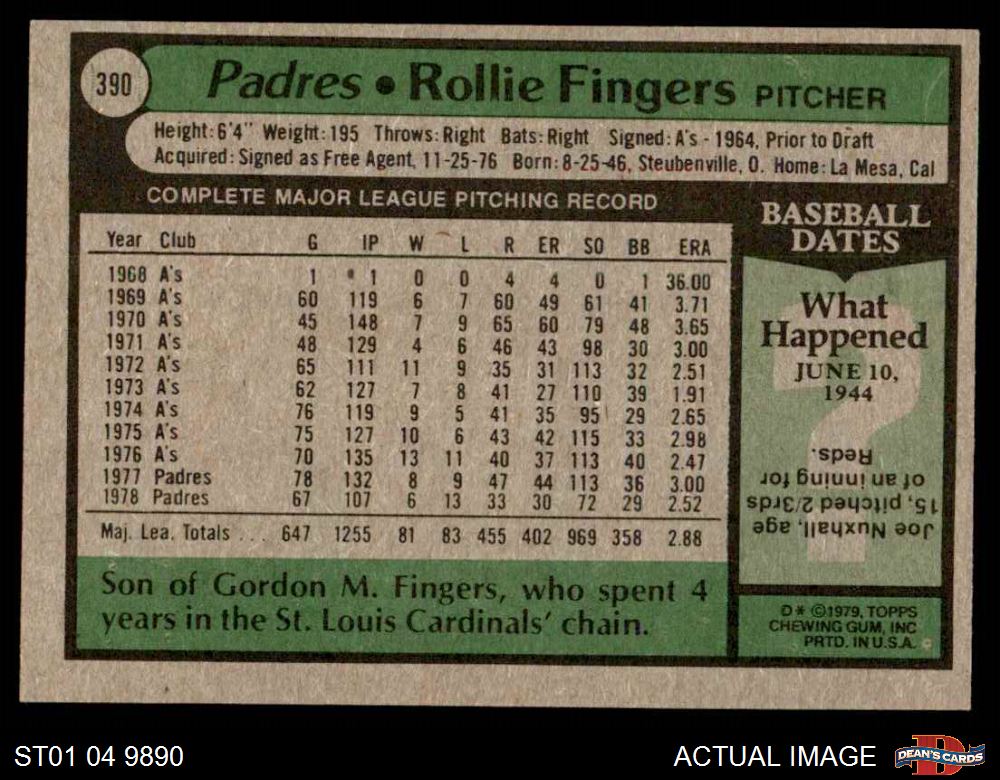 390
Padres • Rollie Fingers PITCHER
Height: 6'4" Weight: 195 Throws: Right Bats: Right Signed: A's - 1964, Prior to Draft
Acquired: Signed as Free Agent, 11-25-76 Born: 8-25-46, Steubenville, O. Home: La Mesa, Cal
COMPLETE MAJOR LEAGUE PITCHING RECORD
Year Club G IP W L R ER SO BB ERA
1968 A's 1 * 1 0 0 4 4 0 1 36.00
1969 A's 60 119 6 7 60 49 61 41 3.71
1970 A's 45 148 7 9 65 60 79 48 3.65
1971 A's 48 129 4 6 46 43 98 30 3.00
1972 A's 65 111 11 9 35 31 113 32 2.51
1973 A's 62 127 7 8 41 27 110 39 1.91
1974 A's 76 119 9 5 41 35 95 29 2.65
1975 A's 75 127 10 6 43 42 115 33 2.98
1976 A's 70 135 13 11 40 37 113 40 2.47
1977 Padres 78 132 8 9 47 44 113 36 3.00
1978 Padres 67 107 6 13 33 30 72 29 2.52
Maj. Lea. Totals ... 647 1255 81 83 455 402 969 358 2.88
Son of Gordon M. Fingers, who spent 4
years in the St. Louis Cardinals' chain.
BASEBALL
DATES
What
Happened
JUNE 10,
1944
?
Joe Nuxhall, age
15, pitched 2/3rds
of an inning for
Reds.
D* ©1979, TOPPS
CHEWING GUM, INC
PRTD. IN U.S.A.
ST01 04 9890
ACTUAL IMAGE
D
DEAN'S CARDS